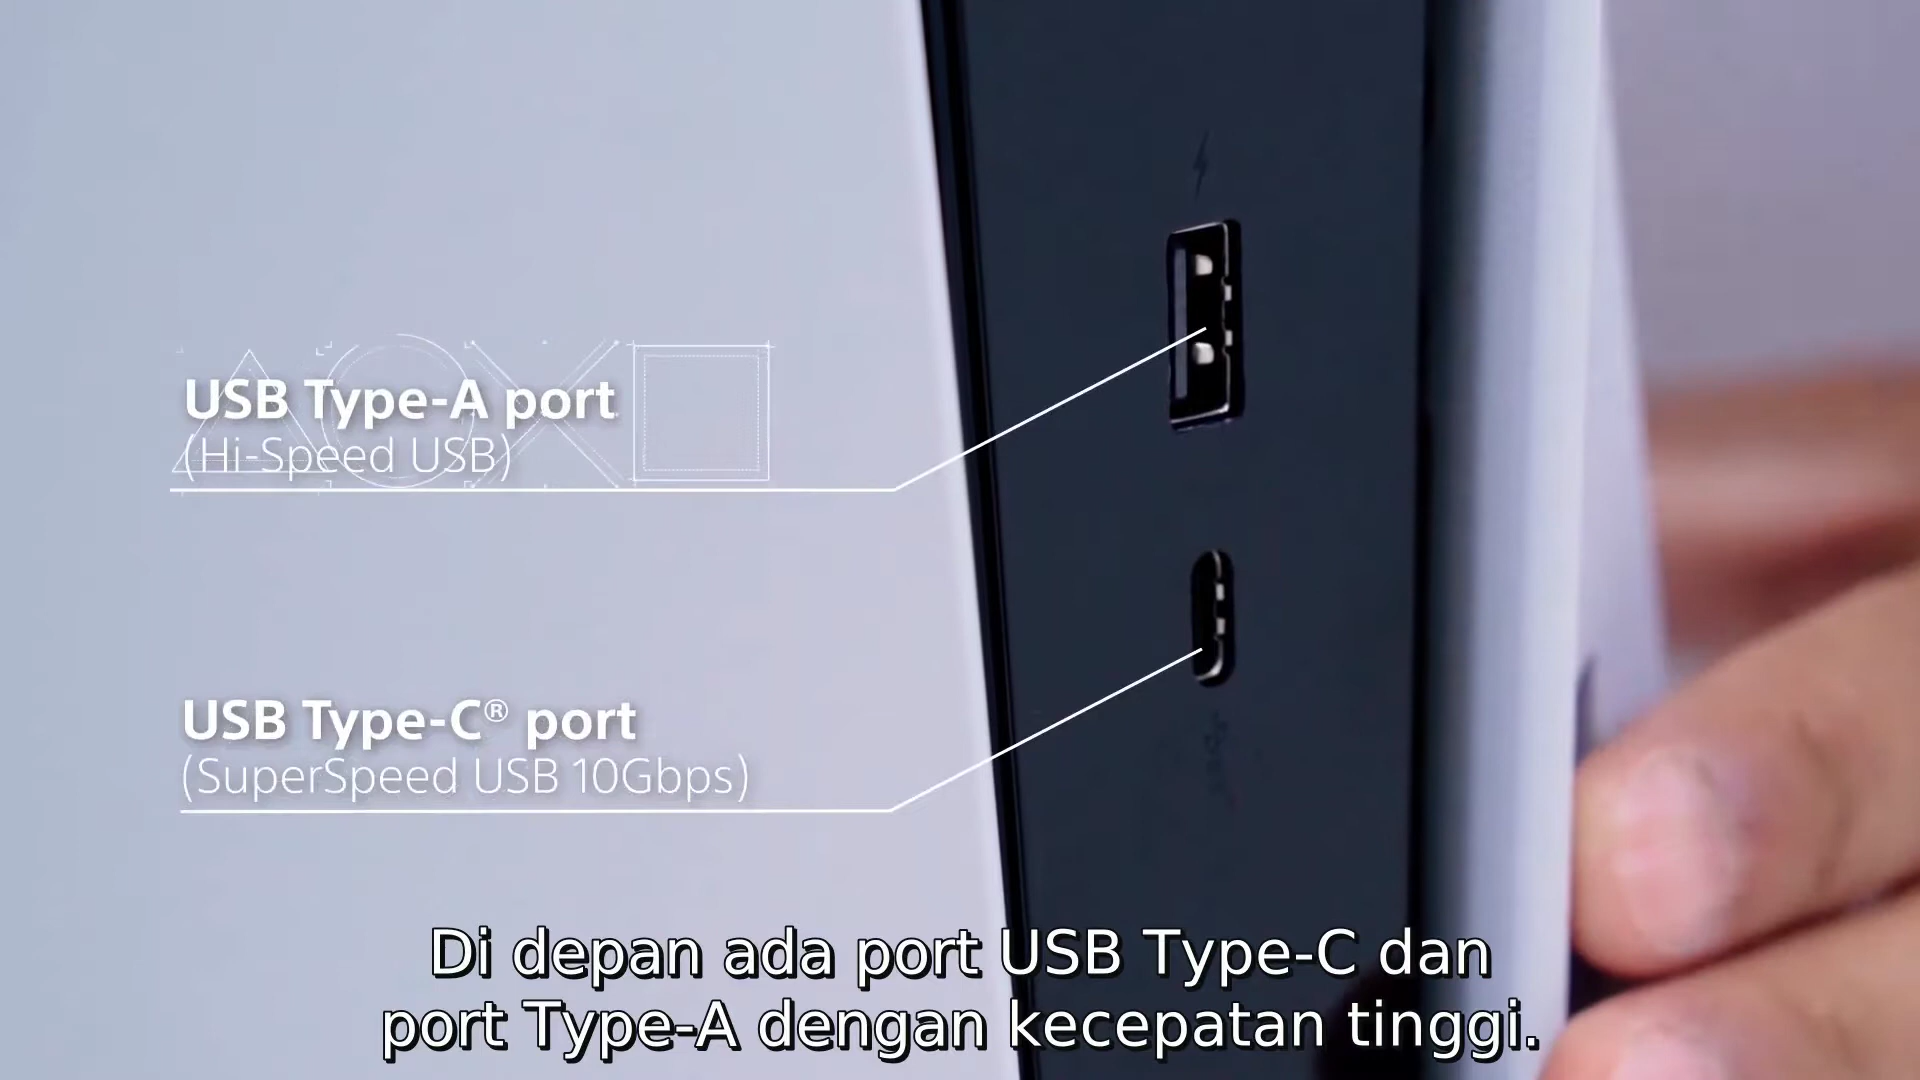 USB Type-A port
(Hi-Speed USB)
USB Type-C® port
(SuperSpeed USB 10Gbps)
Di depan ada port USB Type-C dan
port Type-A dengan kecepatan tinggi.